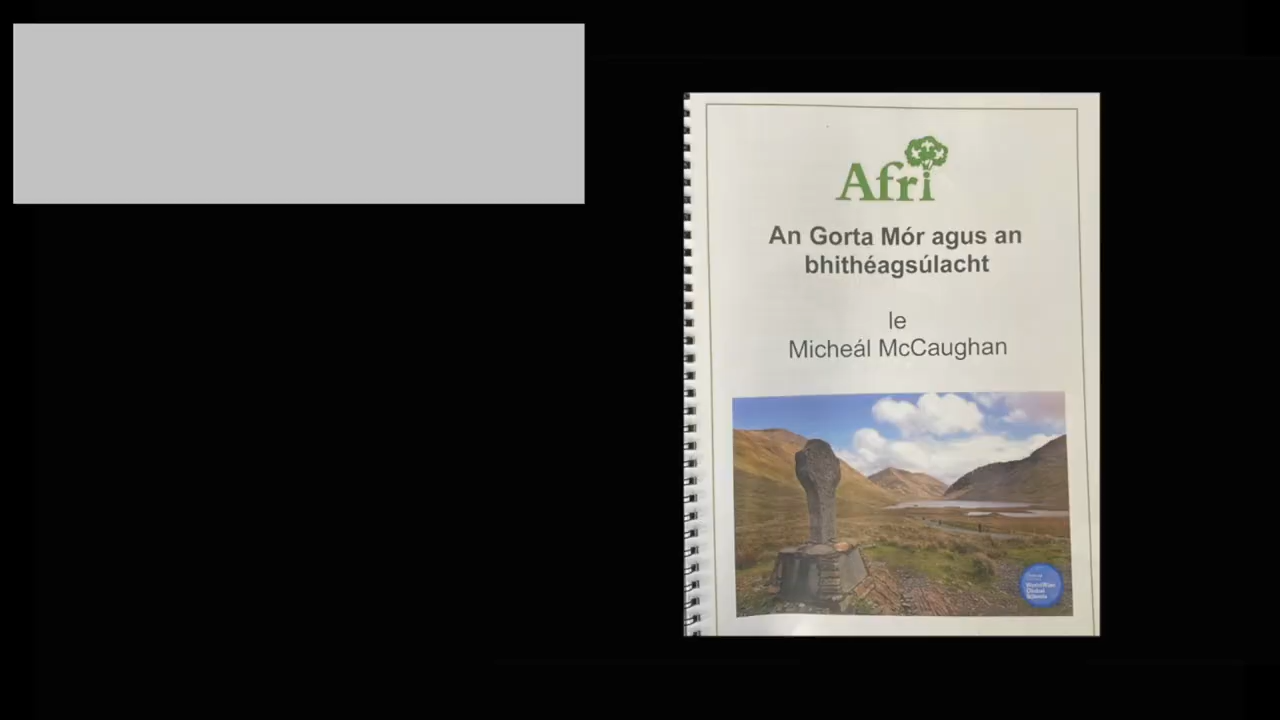 Afri
An Gorta Mór agus an
bhithéagsúlacht
le
Micheál McCaughan